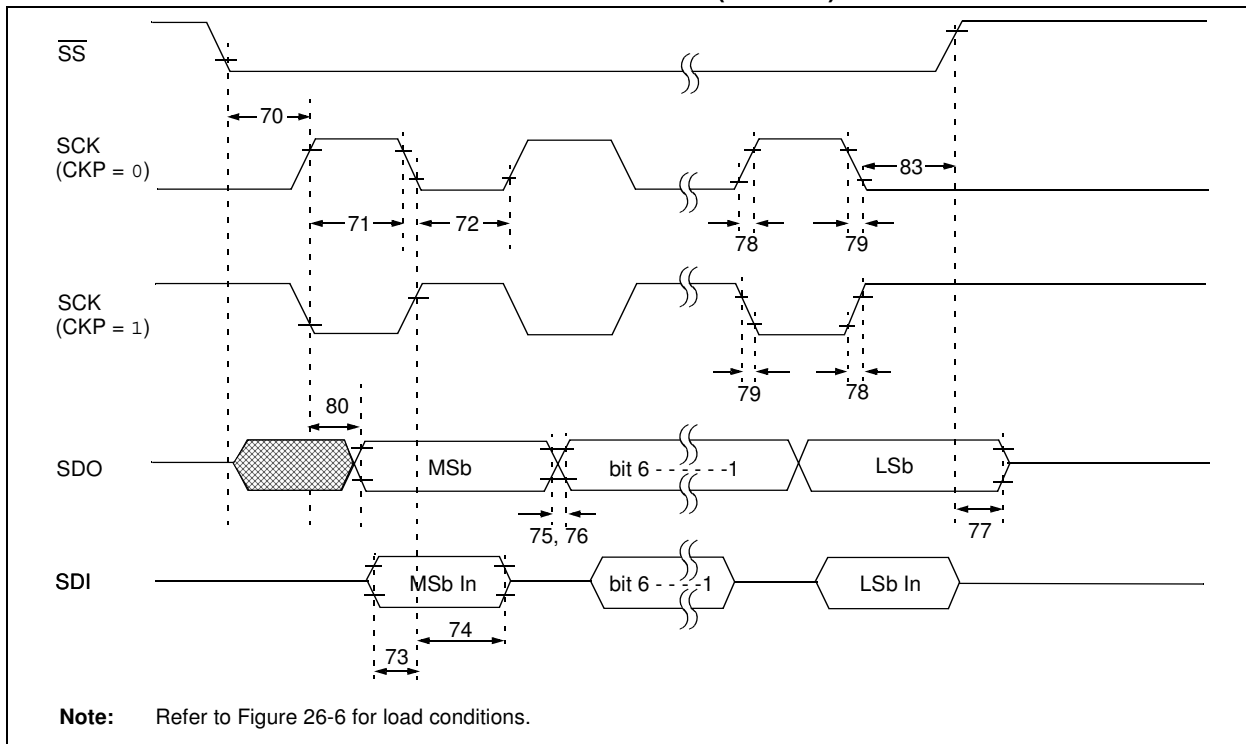 SS
70
SCK
(CKP = 0)
83
71
72
78
79
SCK
(CKP = 1)
79
78
80
SDO
MSb
bit 6 - - - - - -1
LSb
75, 76
77
SDI
MSb In
bit 6 - - - -1
LSb In
74
73
Note: Refer to Figure 26-6 for load conditions.